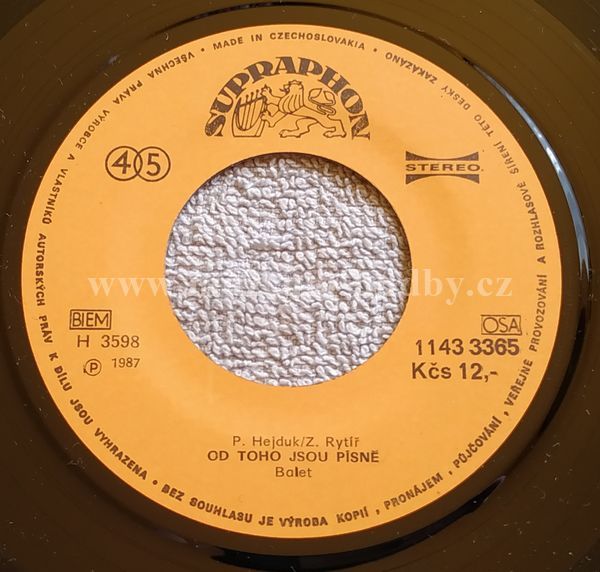 VŠECHNA PRÁVA VÝROBCE A VLASTNÍKŮ AUTORSKÝCH PRÁV K DÍLU JSOU VYHRAZENA • BEZ SOUHLASU JE VÝROBA KOPIÍ, PRONÁJEM, PŮJČOVÁNÍ, VEŘEJNÉ PROVOZOVÁNÍ A ROZHLASOVÉ ŠÍŘENÍ TÉTO DESKY ZAKÁZÁNO • MADE IN CZECHOSLOVAKIA •
SUPRAPHON
45
STEREO
BIEM
H 3598
P 1987
OSA
1143 3365
Kčs 12,-
P. Hejduk/Z. Rytíř
OD TOHO JSOU PÍSNĚ
Balet